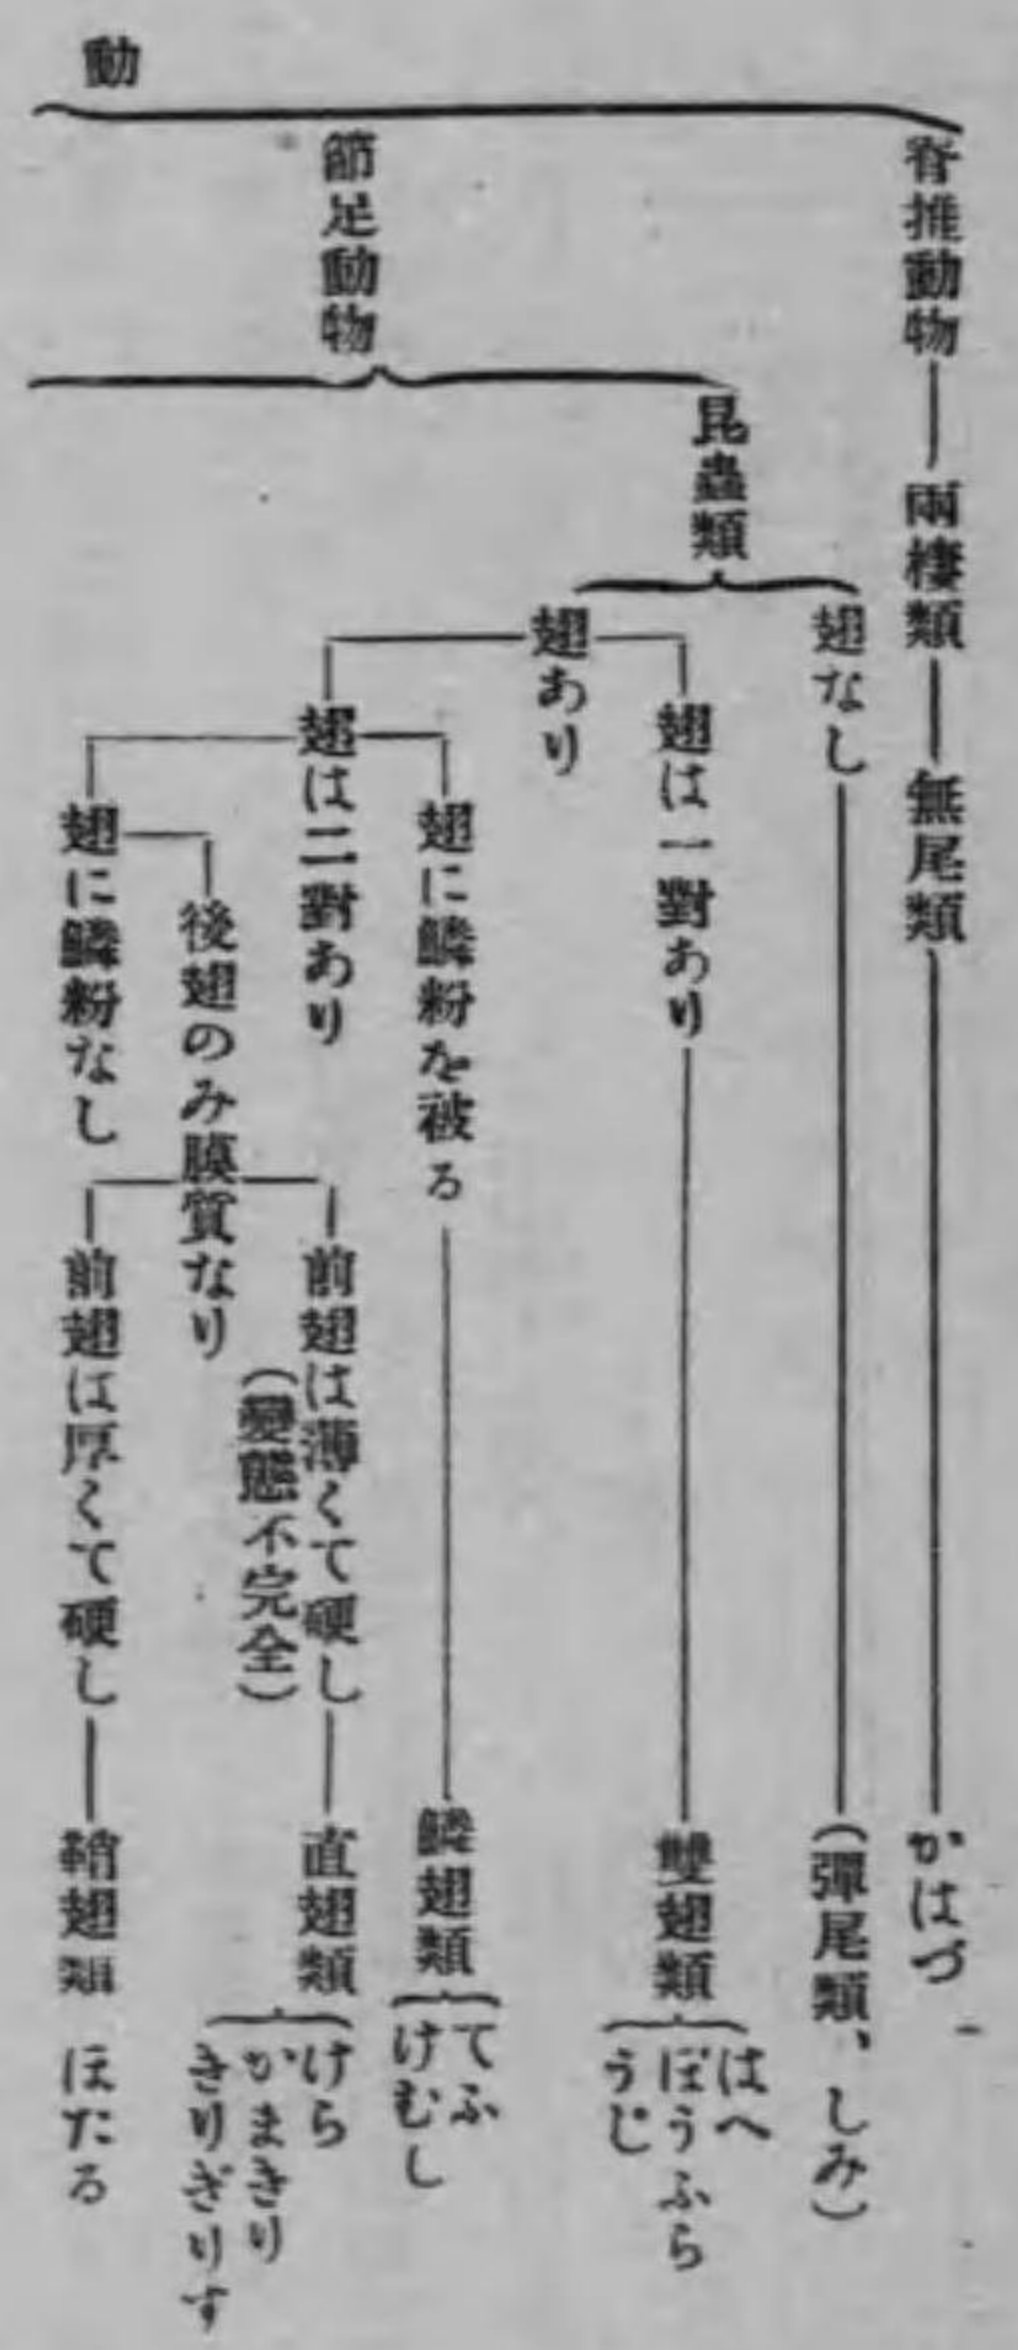 動
脊推動物
兩棲類
無尾類
かはづ
節足動物
昆蟲類
翅なし
(彈尾類、しみ)
翅あり
翅は一對あり
雙翅類
はへ
ぼうふら
うじ
翅は二對あり
翅に鱗粉を被る
鱗翅類
てふ
けむし
翅に鱗粉なし
後翅のみ膜質なり
前翅は薄くて硬し
(變態不完全)
直翅類
けら
かまきり
きりぎりす
前翅は厚くて硬し
鞘翅類
ほたる